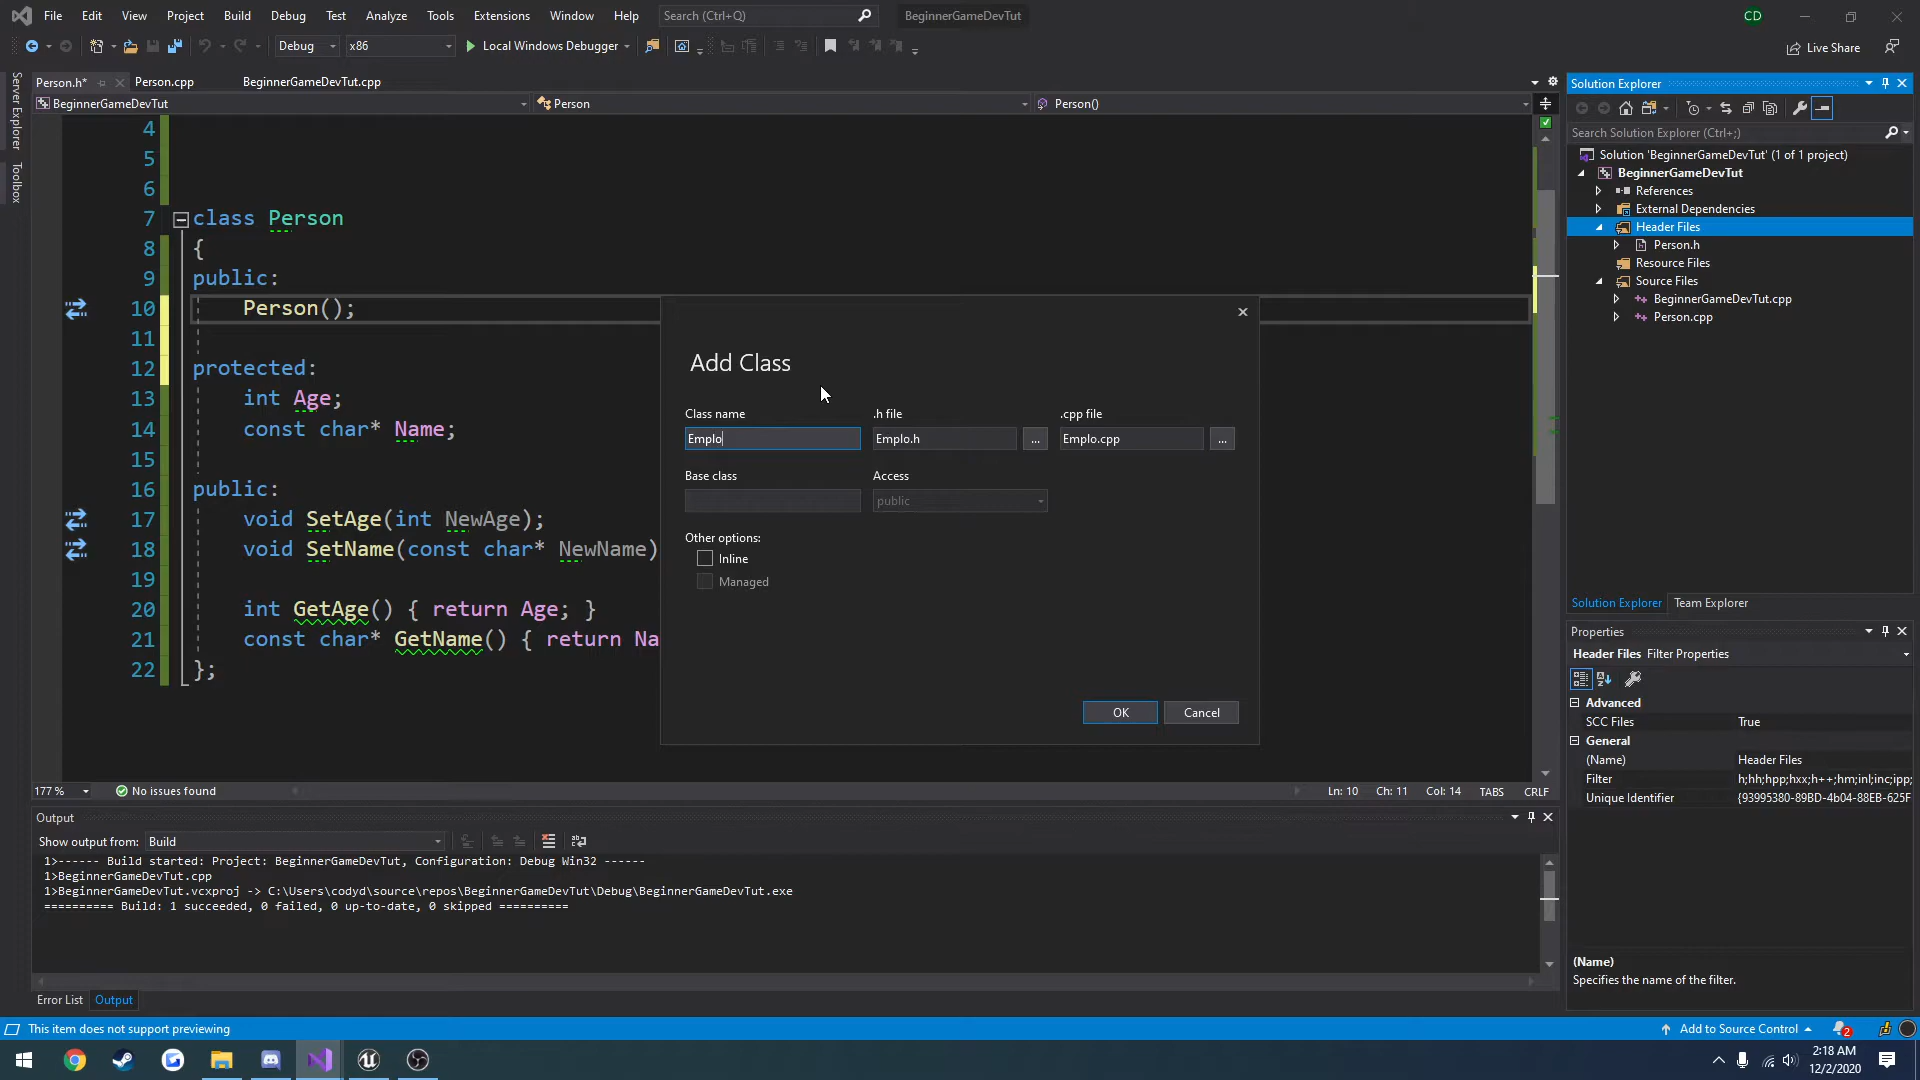 File Edit View Project Build Debug Test Analyze Tools Extensions Window Help Search (Ctrl+Q) BeginnerGameDevTut CD
Debug x86 Local Windows Debugger Live Share
Server Explorer
Toolbox
Person.h* Person.cpp BeginnerGameDevTut.cpp
BeginnerGameDevTut Person Person()
4
5
6
7 class Person
8 {
9 public:
10 Person();
11
12 protected:
13 int Age;
14 const char* Name;
15
16 public:
17 void SetAge(int NewAge);
18 void SetName(const char* NewName)
19
20 int GetAge() { return Age; }
21 const char* GetName() { return Na
22 };
Add Class
Class name .h file .cpp file
Emplo Emplo.h ... Emplo.cpp ...
Base class Access
public
Other options:
Inline
Managed
OK Cancel
177 % No issues found Ln: 10 Ch: 11 Col: 14 TABS CRLF
Output
Show output from: Build
1>------ Build started: Project: BeginnerGameDevTut, Configuration: Debug Win32 ------
1>BeginnerGameDevTut.cpp
1>BeginnerGameDevTut.vcxproj -> C:\Users\codyd\source\repos\BeginnerGameDevTut\Debug\BeginnerGameDevTut.exe
========== Build: 1 succeeded, 0 failed, 0 up-to-date, 0 skipped ==========
Error List Output
Solution Explorer
Search Solution Explorer (Ctrl+;)
Solution 'BeginnerGameDevTut' (1 of 1 project)
BeginnerGameDevTut
References
External Dependencies
Header Files
Person.h
Resource Files
Source Files
BeginnerGameDevTut.cpp
Person.cpp
Solution Explorer Team Explorer
Properties
Header Files Filter Properties
Advanced
SCC Files True
General
(Name) Header Files
Filter h;hh;hpp;hxx;h++;hm;inl;inc;ipp;
Unique Identifier {93995380-89BD-4b04-88EB-625F
(Name)
Specifies the name of the filter.
This item does not support previewing Add to Source Control 2
2:18 AM
12/2/2020